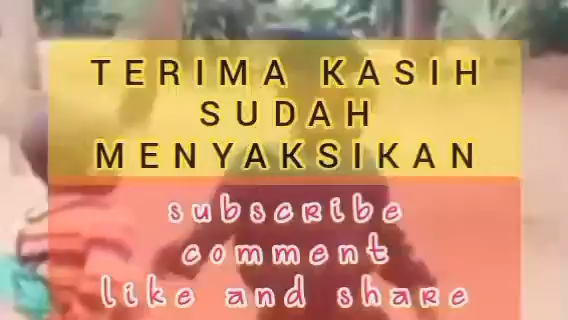 TERIMA KASIH
SUDAH
MENYAKSIKAN
subscribe
comment
like and share